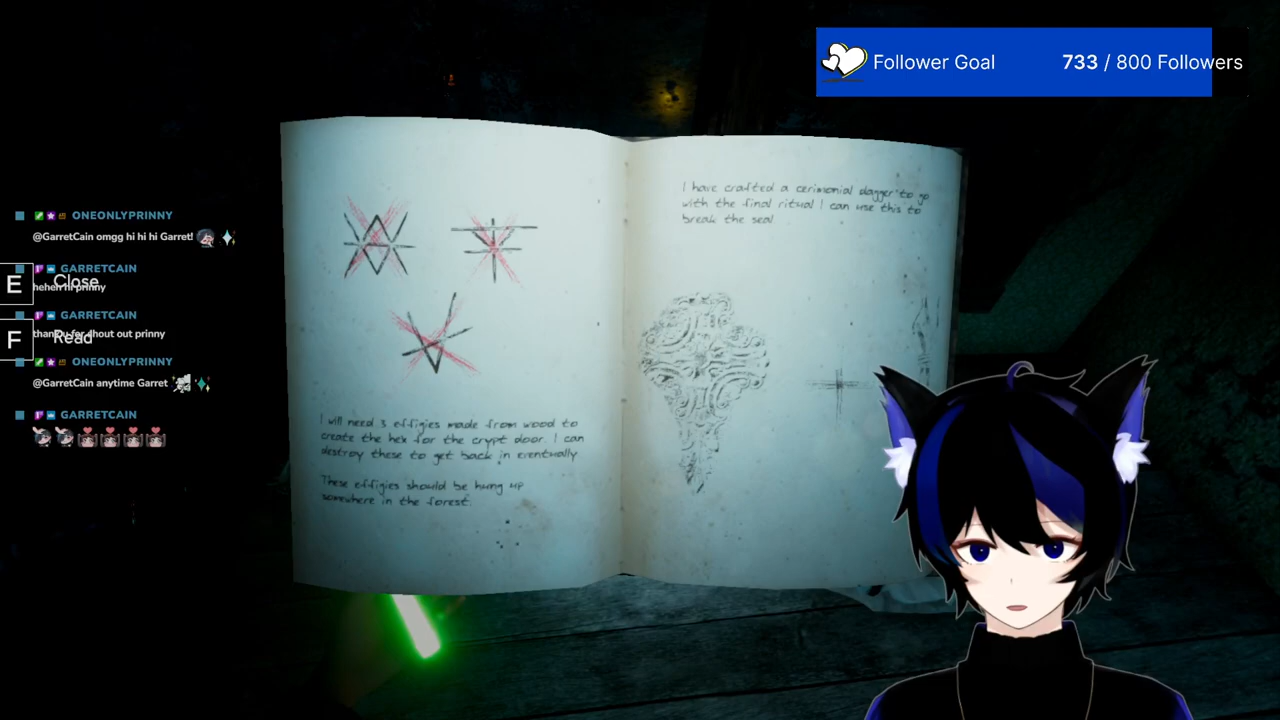 Follower Goal 733 / 800 Followers
ONEONLYPRINNY
@GarretCain omgg hi hi hi Garret!
GARRETCAIN
heheh hi prinny
E Close
GARRETCAIN
thank u for shout out prinny
F Read
ONEONLYPRINNY
@GarretCain anytime Garret
GARRETCAIN
I will need 3 effigies made from wood to
create the hex for the crypt door. I can
destroy these to get back in eventually
These effigies should be hung up
somewhere in the forest.
I have crafted a cerimonial dagger to go
with the final ritual I can use this to
break the seal